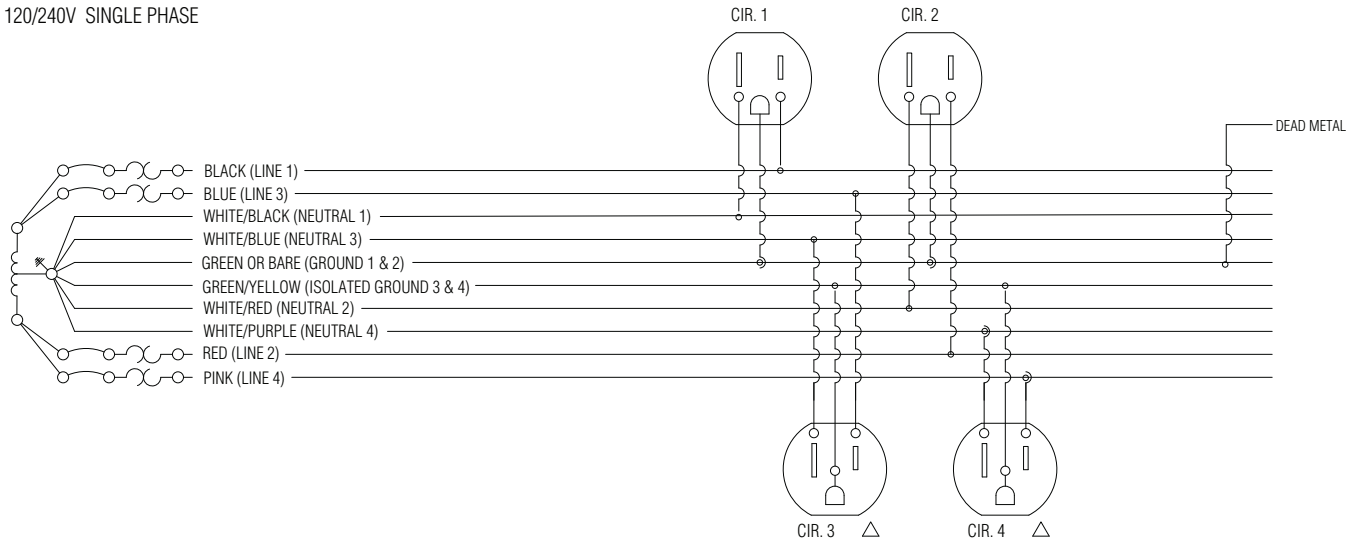 120/240V SINGLE PHASE
CIR. 1
CIR. 2
DEAD METAL
BLACK (LINE 1)
BLUE (LINE 3)
WHITE/BLACK (NEUTRAL 1)
WHITE/BLUE (NEUTRAL 3)
GREEN OR BARE (GROUND 1 & 2)
GREEN/YELLOW (ISOLATED GROUND 3 & 4)
WHITE/RED (NEUTRAL 2)
WHITE/PURPLE (NEUTRAL 4)
RED (LINE 2)
PINK (LINE 4)
CIR. 3
CIR. 4